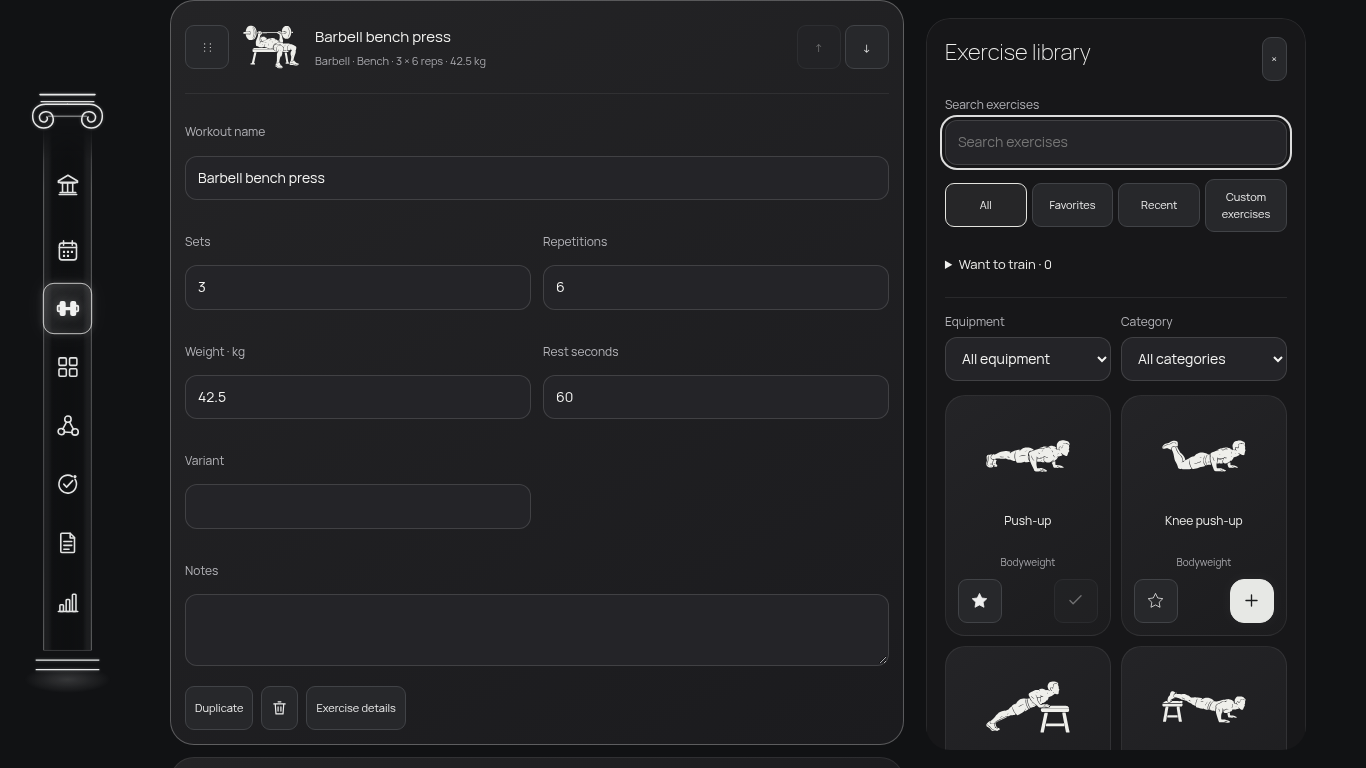 Barbell bench press
Barbell · Bench · 3 × 6 reps · 42.5 kg
↑
↓
Workout name
Barbell bench press
Sets
Repetitions
3
6
Weight · kg
Rest seconds
42.5
60
Variant
Notes
Duplicate
Exercise details
Exercise library
×
Search exercises
Search exercises
All
Favorites
Recent
Custom
exercises
Want to train · 0
Equipment
Category
All equipment
All categories
Push-up
Knee push-up
Bodyweight
Bodyweight